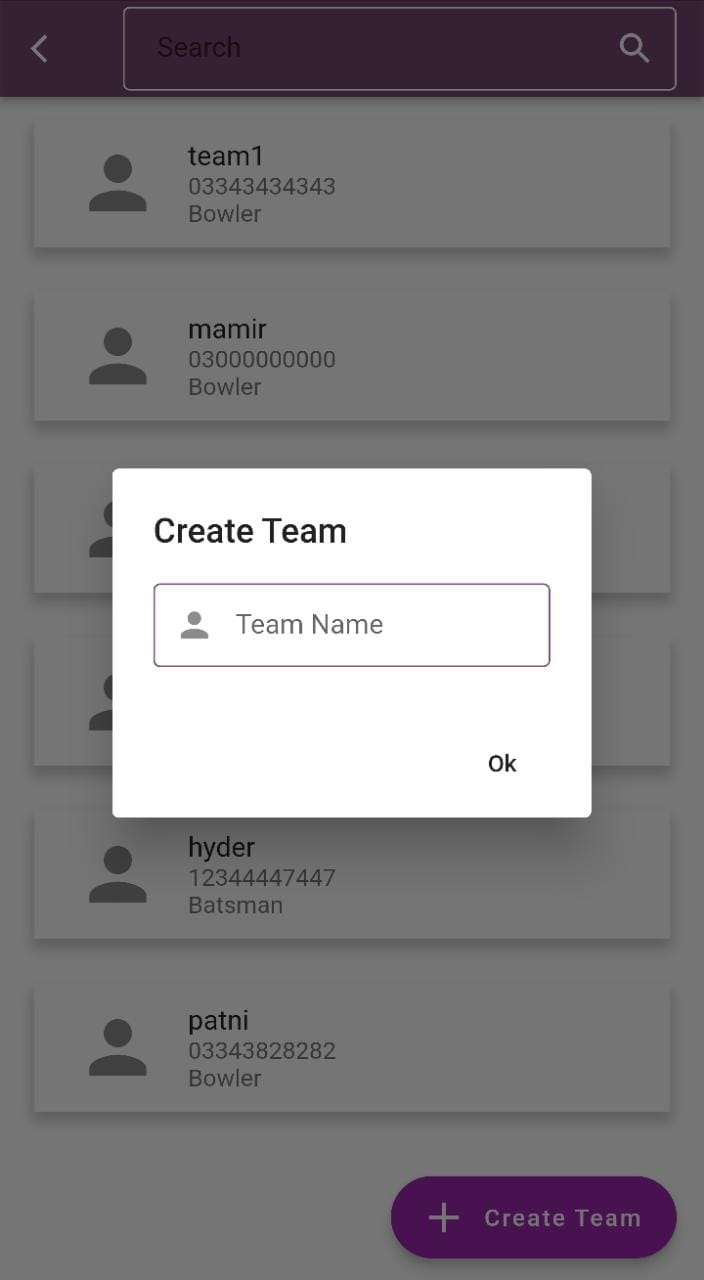 Search
team1
03343434343
Bowler
mamir
03000000000
Bowler
Create Team
Team Name
Ok
hyder
12344447447
Batsman
patni
03343828282
Bowler
Create Team